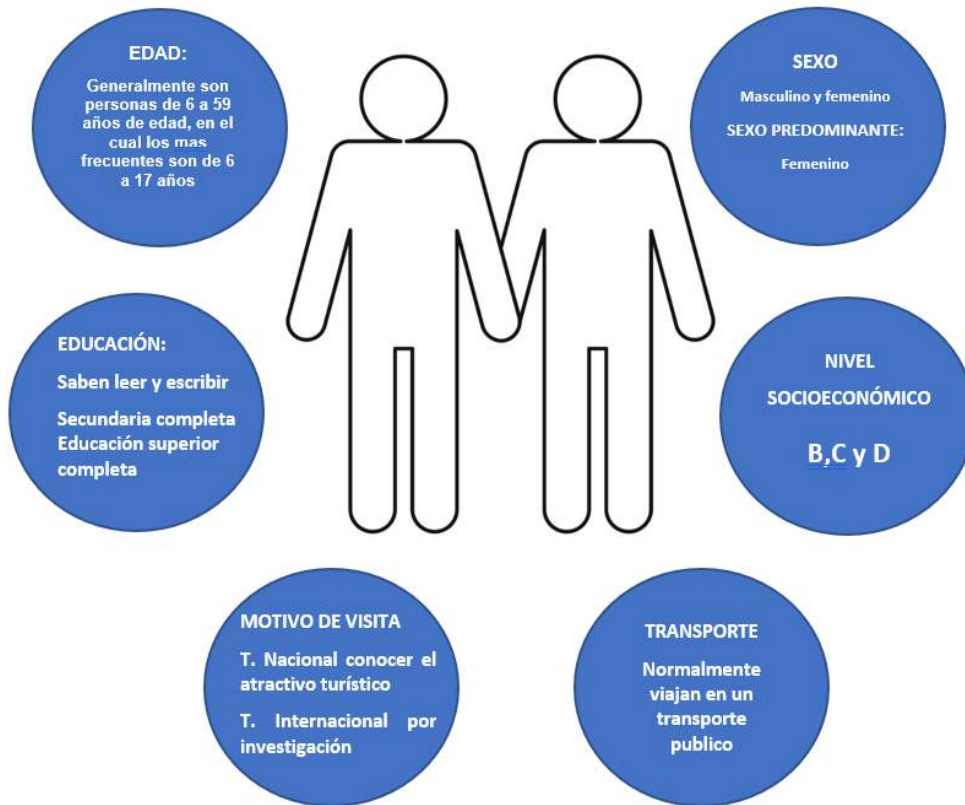 EDAD:
Generalmente son
personas de 6 a 59
años de edad, en el
cual los mas
frecuentes son de 6
a 17 años
SEXO
Masculino y femenino
SEXO PREDOMINANTE:
Femenino
EDUCACIÓN:
Saben leer y escribir
Secundaria completa
Educación superior
completa
NIVEL
SOCIOECONÓMICO
B,C y D
MOTIVO DE VISITA
T. Nacional conocer el
atractivo turístico
T. Internacional por
investigación
TRANSPORTE
Normalmente
viajan en un
transporte
publico